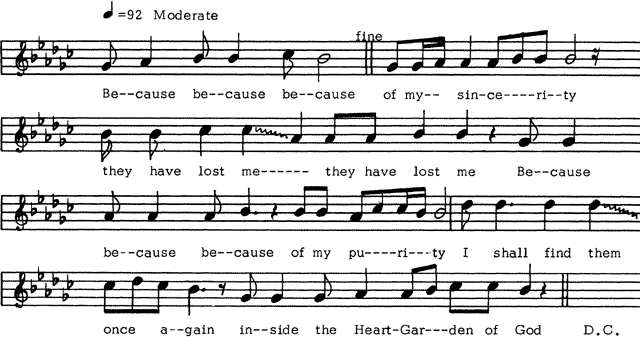 ♩=92 Moderate
fine
Be--cause be--cause be--cause of my-- sin-ce----ri--ty
they have lost me------ they have lost me Be--cause
be--cause be--cause of my pu----ri--ty I shall find them
once a--gain in--side the Heart-Gar---den of God D.C.